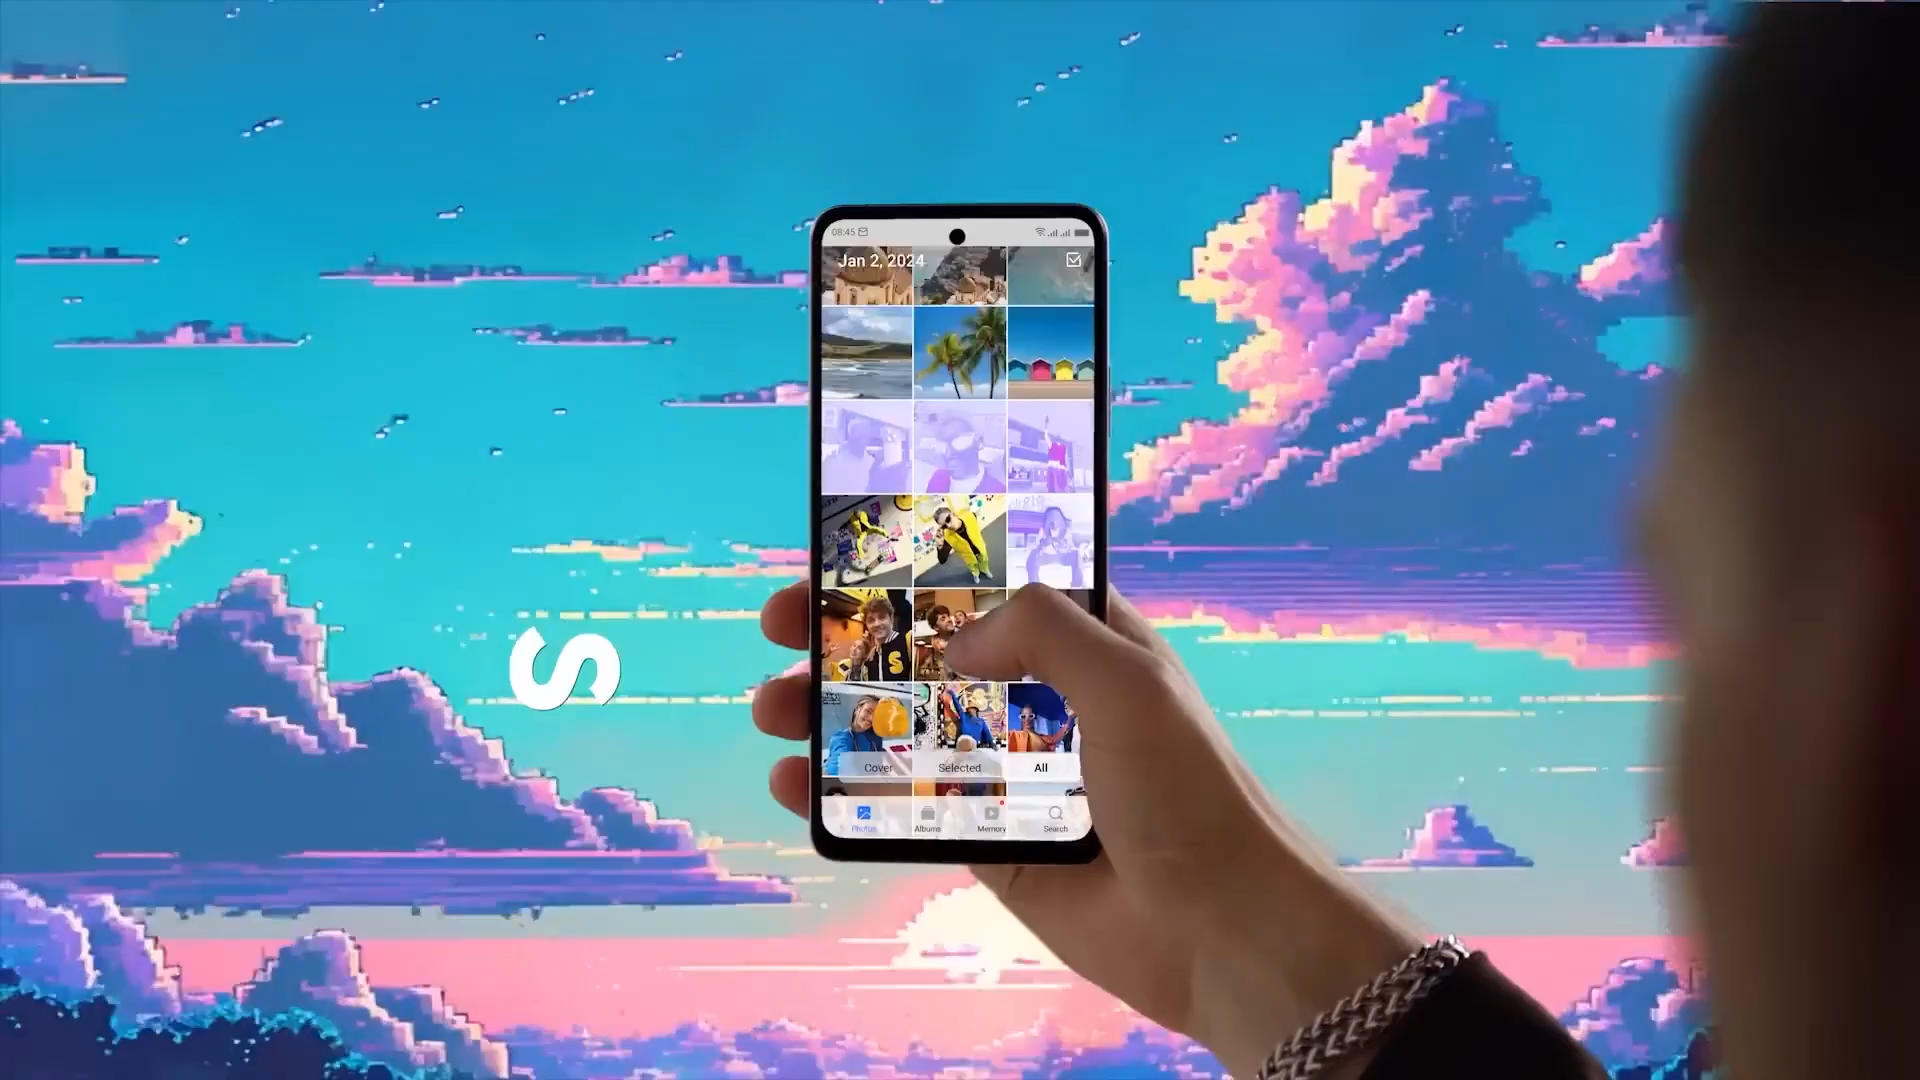 08:45
Jan 2, 2024
S
S
Cover Selected All
Photos Albums Memory Search